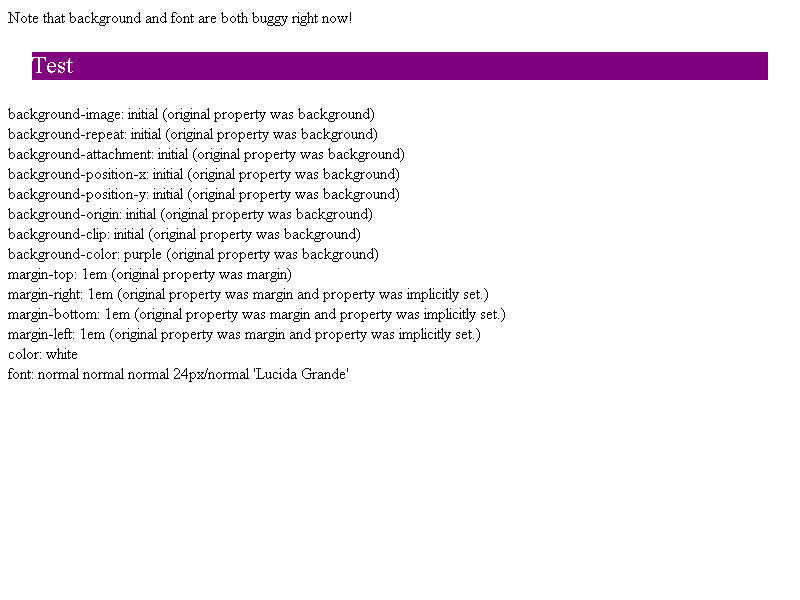 Note that background and font are both buggy right now!
Test
background-image: initial (original property was background)
background-repeat: initial (original property was background)
background-attachment: initial (original property was background)
background-position-x: initial (original property was background)
background-position-y: initial (original property was background)
background-origin: initial (original property was background)
background-clip: initial (original property was background)
background-color: purple (original property was background)
margin-top: 1em (original property was margin)
margin-right: 1em (original property was margin and property was implicitly set.)
margin-bottom: 1em (original property was margin and property was implicitly set.)
margin-left: 1em (original property was margin and property was implicitly set.)
color: white
font: normal normal normal 24px/normal 'Lucida Grande'